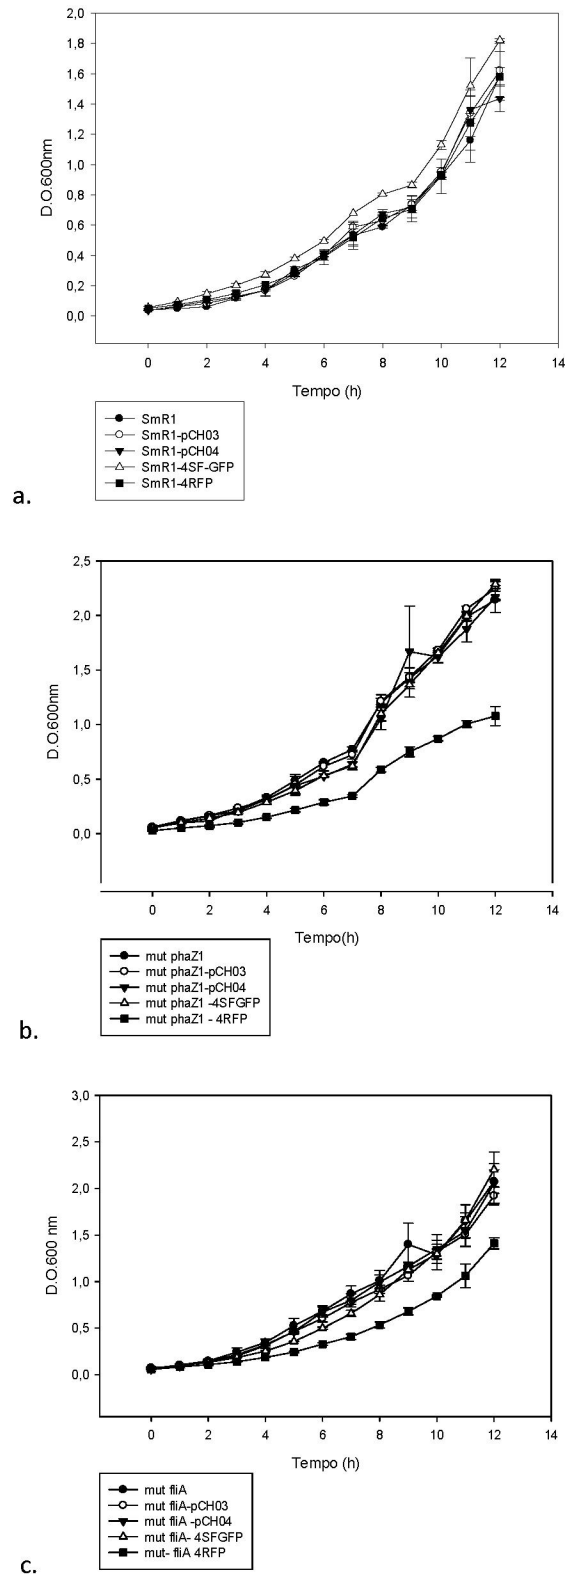 2,0
1,8
1,6
1,4
1,2
1,0
0,8
0,6
0,4
0,2
0,0
D.O.600nm
0 2 4 6 8 10 12 14
Tempo (h)
SmR1
SmR1-pCH03
SmR1-pCH04
SmR1-4SF-GFP
SmR1-4RFP
a.
2,5
2,0
1,5
1,0
0,5
0,0
D.O.600nm
0 2 4 6 8 10 12 14
Tempo(h)
mut phaZ1
mut phaZ1-pCH03
mut phaZ1-pCH04
mut phaZ1 -4SFGFP
mut phaZ1 - 4RFP
b.
3,0
2,5
2,0
1,5
1,0
0,5
0,0
D.O.600 nm
0 2 4 6 8 10 12 14
Tempo (h)
mut fliA
mut fliA-pCH03
mut fliA -pCH04
mut fliA- 4SFGFP
mut- fliA 4RFP
c.